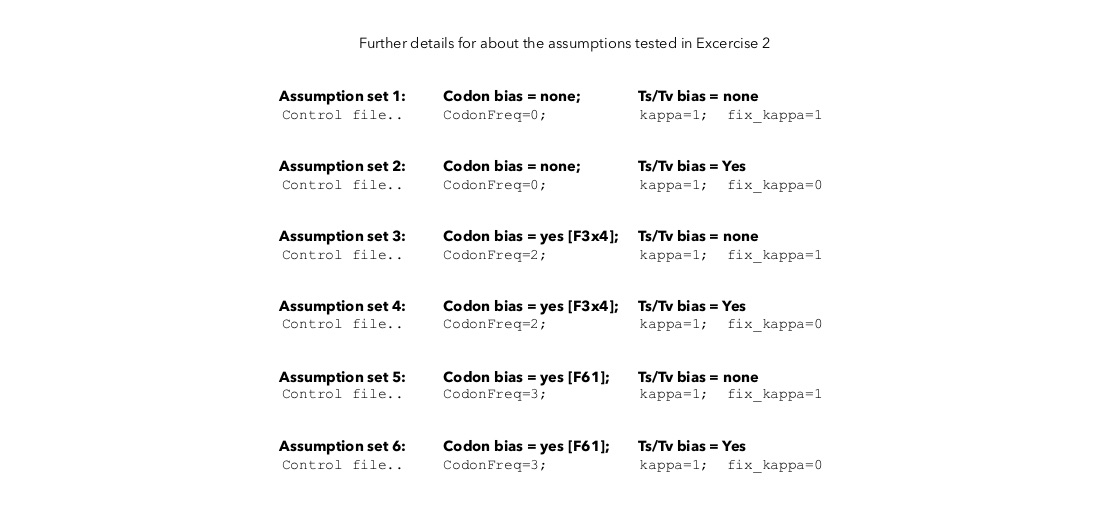 Further details for about the assumptions tested in Excercise 2
Assumption set 1: Codon bias = none; Ts/Tv bias = none
Control file.. CodonFreq=0; kappa=1; fix_kappa=1
Assumption set 2: Codon bias = none; Ts/Tv bias = Yes
Control file.. CodonFreq=0; kappa=1; fix_kappa=0
Assumption set 3: Codon bias = yes [F3x4]; Ts/Tv bias = none
Control file.. CodonFreq=2; kappa=1; fix_kappa=1
Assumption set 4: Codon bias = yes [F3x4]; Ts/Tv bias = Yes
Control file.. CodonFreq=2; kappa=1; fix_kappa=0
Assumption set 5: Codon bias = yes [F61]; Ts/Tv bias = none
Control file.. CodonFreq=3; kappa=1; fix_kappa=1
Assumption set 6: Codon bias = yes [F61]; Ts/Tv bias = Yes
Control file.. CodonFreq=3; kappa=1; fix_kappa=0